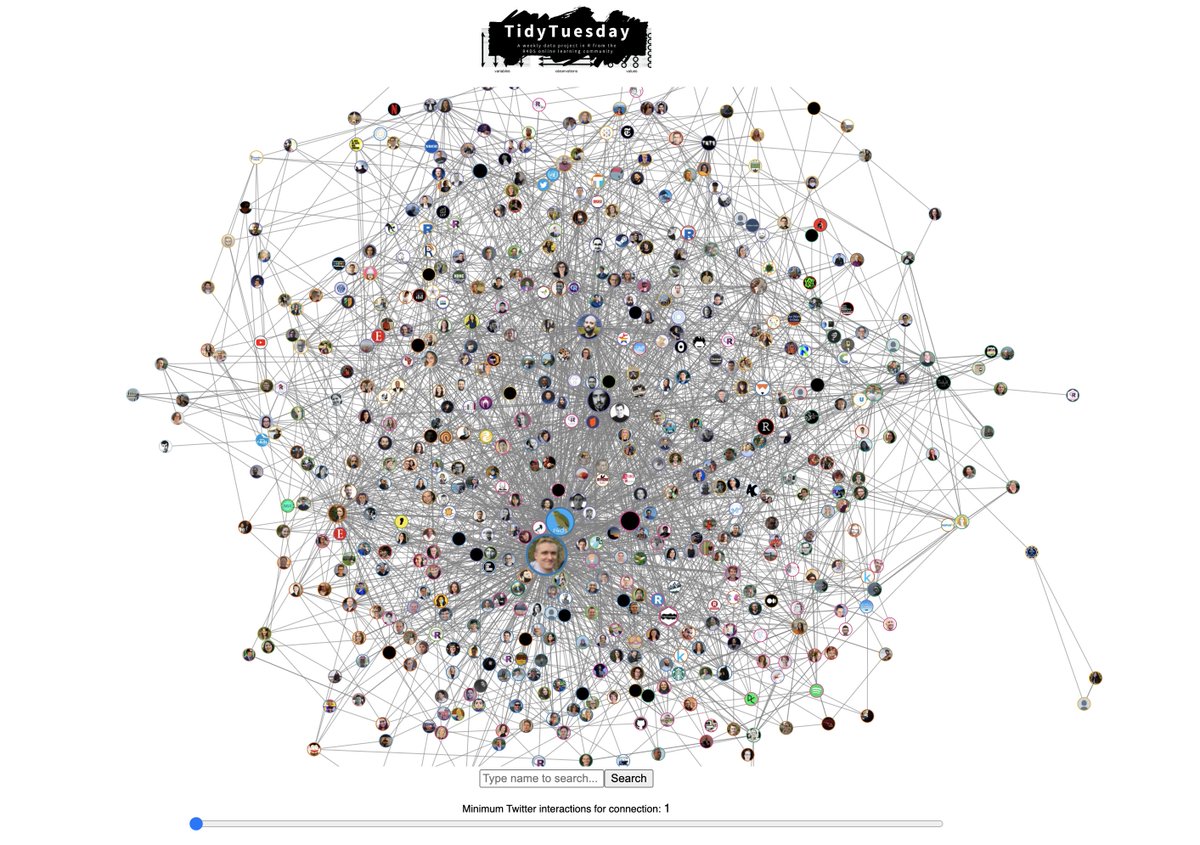 TidyTuesday
A weekly data project in R from the
R4DS online learning community
variables
observations
values
TATE
R
Type name to search...
Search
Minimum Twitter interactions for connection: 1